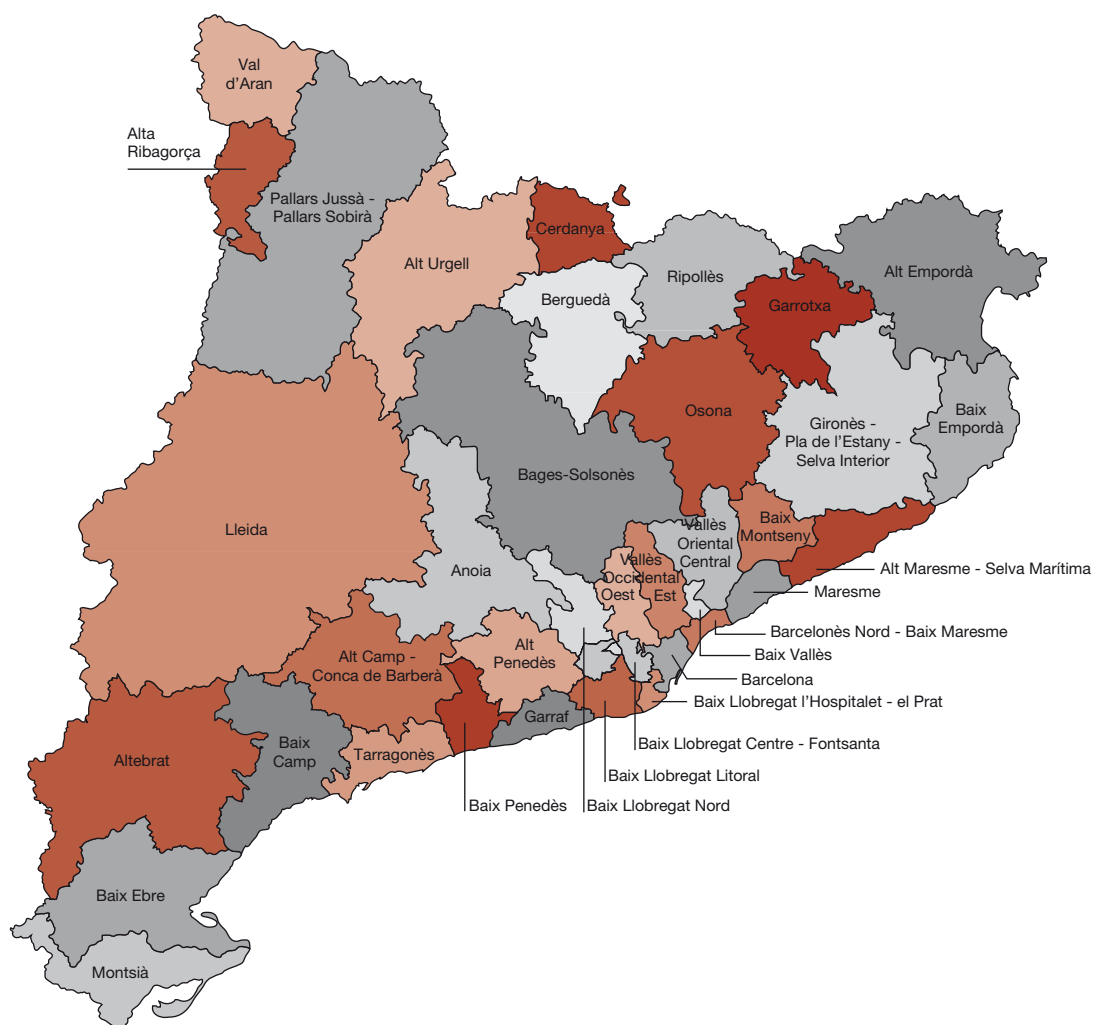 Val
d'Aran
Alta
Ribagorça
Pallars Jussà -
Pallars Sobirà
Cerdanya
Alt Urgell
Ripollès
Alt Empordà
Berguedà
Garrotxa
Osona
Gironès -
Pla de l'Estany -
Selva Interior
Baix
Empordà
Bages-Solsonès
Lleida
Vallès
Oriental
Central
Baix
Montseny
Anoia
Vallès
Occidental
Oest
Est
Alt Maresme - Selva Marítima
Maresme
Barcelonès Nord - Baix Maresme
Baix Vallès
Barcelona
Baix Llobregat l'Hospitalet - el Prat
Alt
Penedès
Alt Camp -
Conca de Barberà
Garraf
Baix Llobregat Centre - Fontsanta
Baix
Camp
Tarragonès
Altebrat
Baix Llobregat Litoral
Baix Penedès
Baix Llobregat Nord
Baix Ebre
Montsià